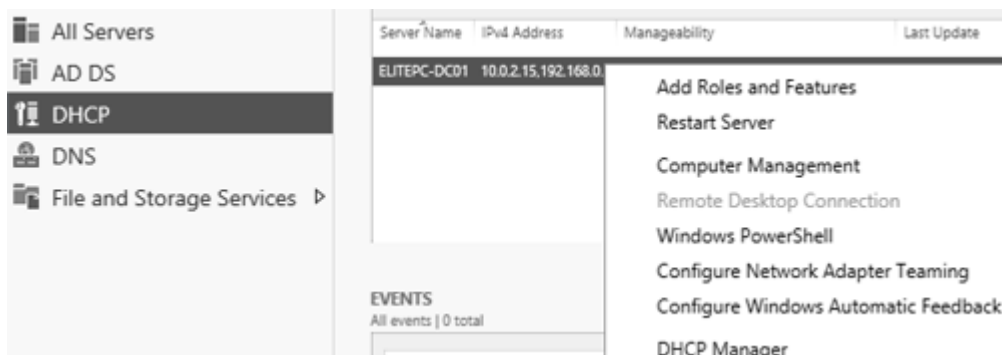 All Servers
AD DS
DHCP
DNS
File and Storage Services
Server Name IPv4 Address Manageability Last Update
ELITEPC-DC01 10.0.2.15,192.168.0.
Add Roles and Features
Restart Server
Computer Management
Remote Desktop Connection
Windows PowerShell
Configure Network Adapter Teaming
Configure Windows Automatic Feedback
DHCP Manager
EVENTS
All events | 0 total